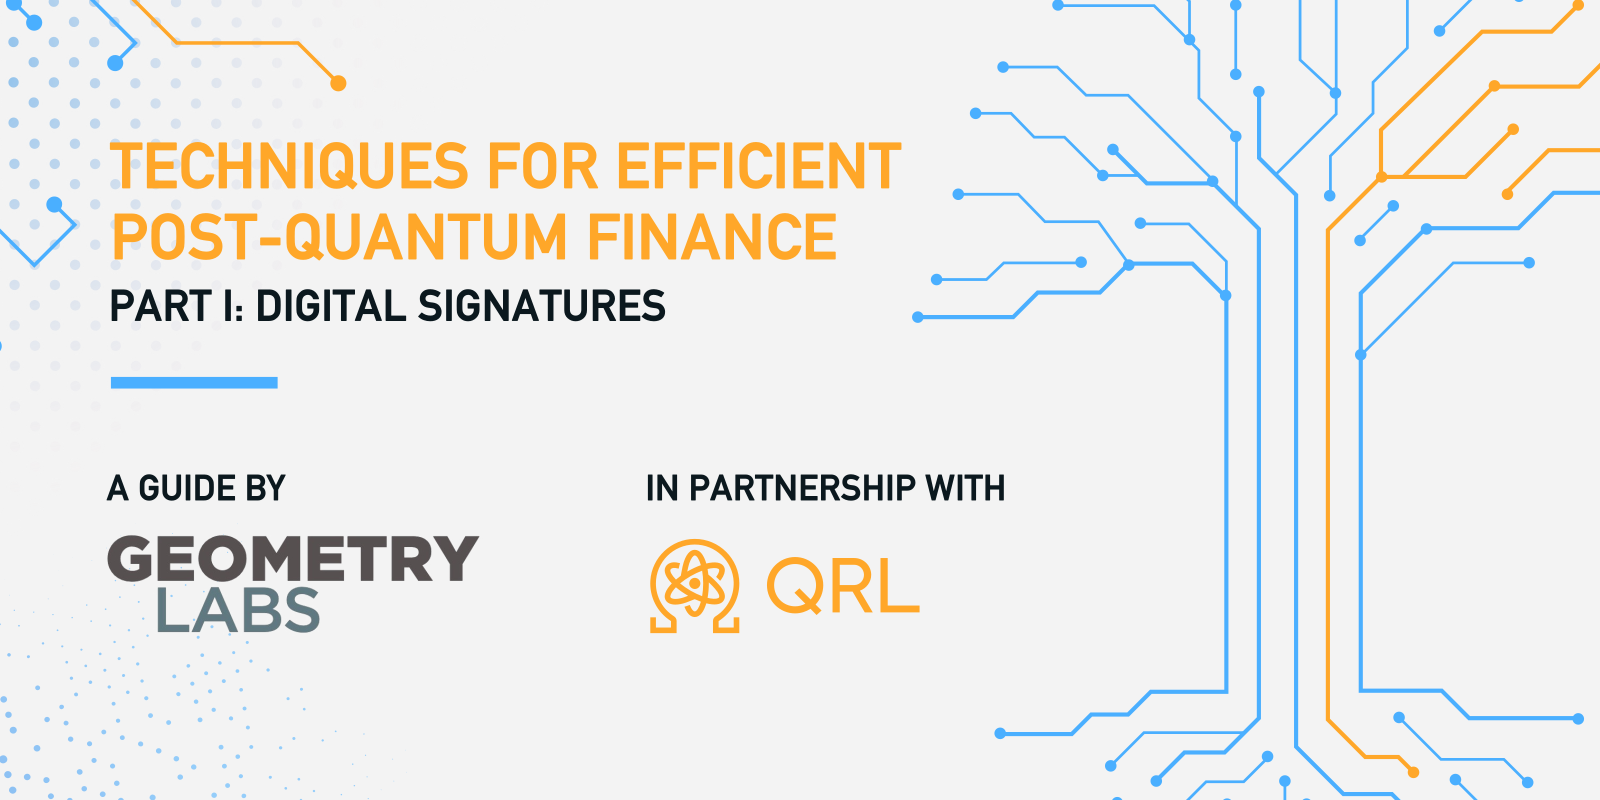 TECHNIQUES FOR EFFICIENT
POST-QUANTUM FINANCE
PART I: DIGITAL SIGNATURES
A GUIDE BY
GEOMETRY
LABS
IN PARTNERSHIP WITH
QRL